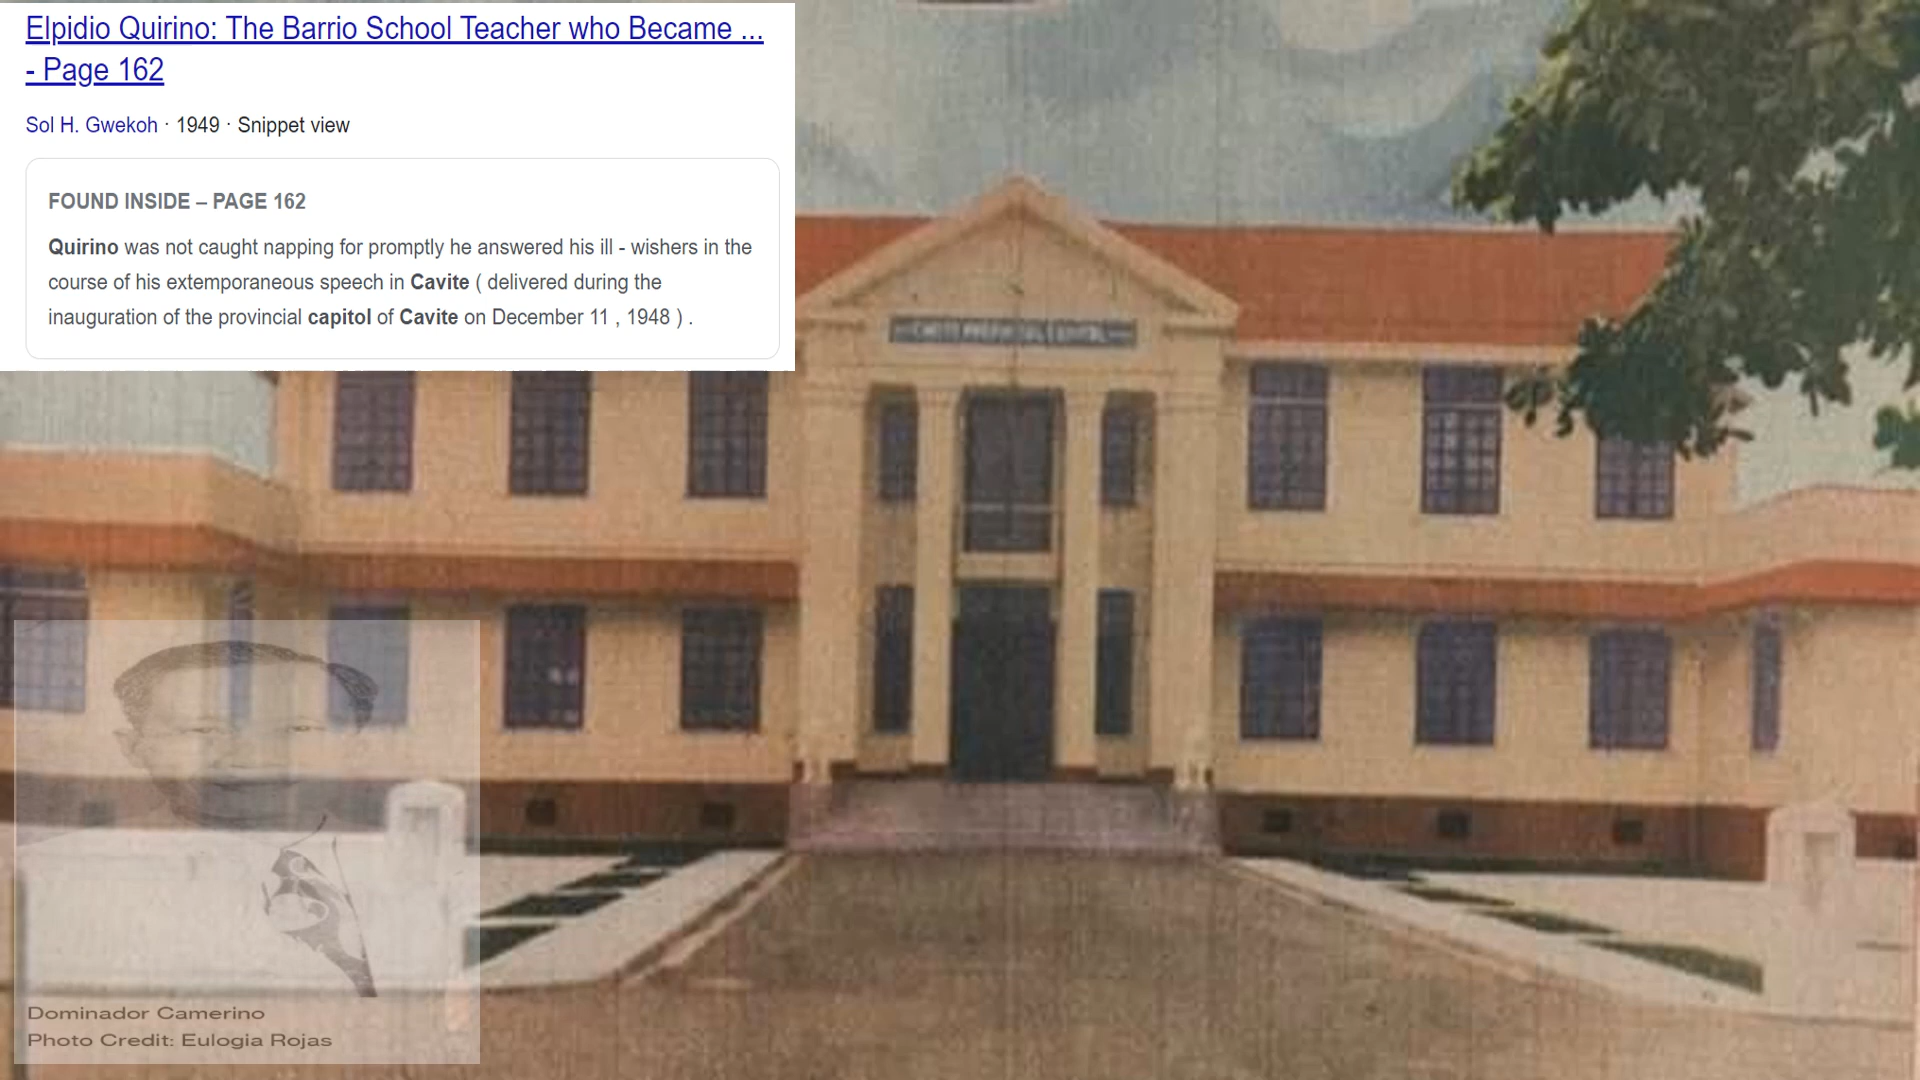 Elpidio Quirino: The Barrio School Teacher who Became ...
- Page 162
Sol H. Gwekoh · 1949 · Snippet view
FOUND INSIDE – PAGE 162
Quirino was not caught napping for promptly he answered his ill - wishers in the
course of his extemporaneous speech in Cavite ( delivered during the
inauguration of the provincial capitol of Cavite on December 11 , 1948 ) .
CAVITE PROVINCIAL CAPITOL
Dominador Camerino
Photo Credit: Eulogia Rojas